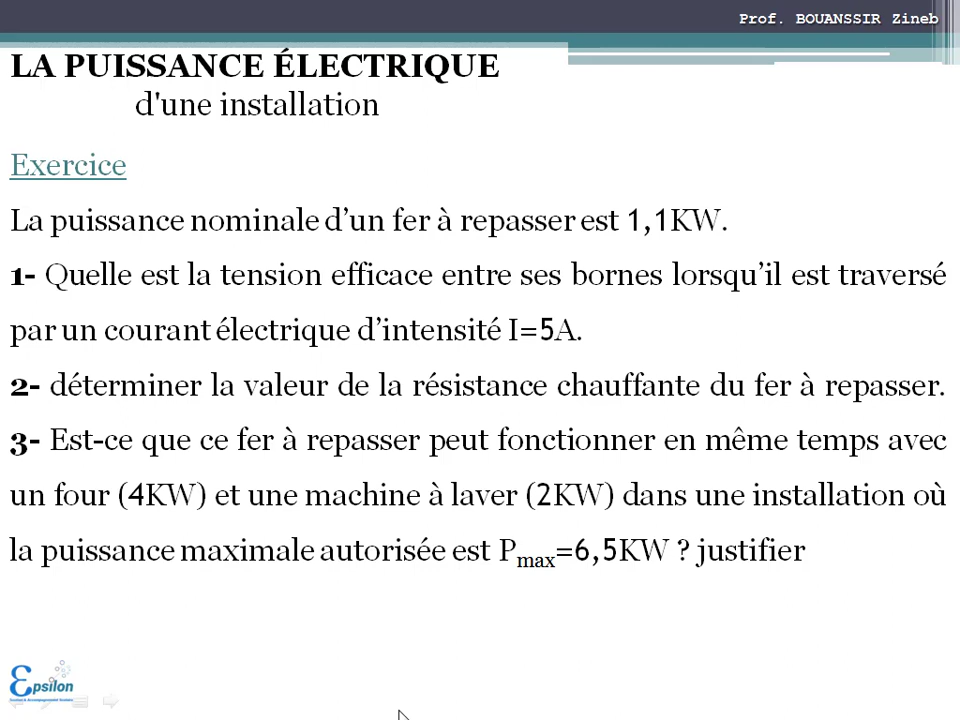 Prof. BOUANSSIR Zineb
LA PUISSANCE ÉLECTRIQUE
d'une installation
Exercice
La puissance nominale d’un fer à repasser est 1,1KW.
1- Quelle est la tension efficace entre ses bornes lorsqu’il est traversé
par un courant électrique d’intensité I=5A.
2- déterminer la valeur de la résistance chauffante du fer à repasser.
3- Est-ce que ce fer à repasser peut fonctionner en même temps avec
un four (4KW) et une machine à laver (2KW) dans une installation où
la puissance maximale autorisée est Pmax=6,5KW ? justifier
Epsilon